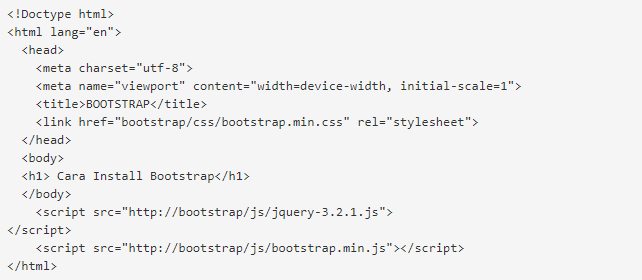 <!Doctype html>
<html lang="en">
  <head>
    <meta charset="utf-8">
    <meta name="viewport" content="width=device-width, initial-scale=1">
    <title>BOOTSTRAP</title>
    <link href="bootstrap/css/bootstrap.min.css" rel="stylesheet">
  </head>
  <body>
  <h1> Cara Install Bootstrap</h1>
  </body>
    <script src="http://bootstrap/js/jquery-3.2.1.js">
</script>
    <script src="http://bootstrap/js/bootstrap.min.js"></script>
</html>